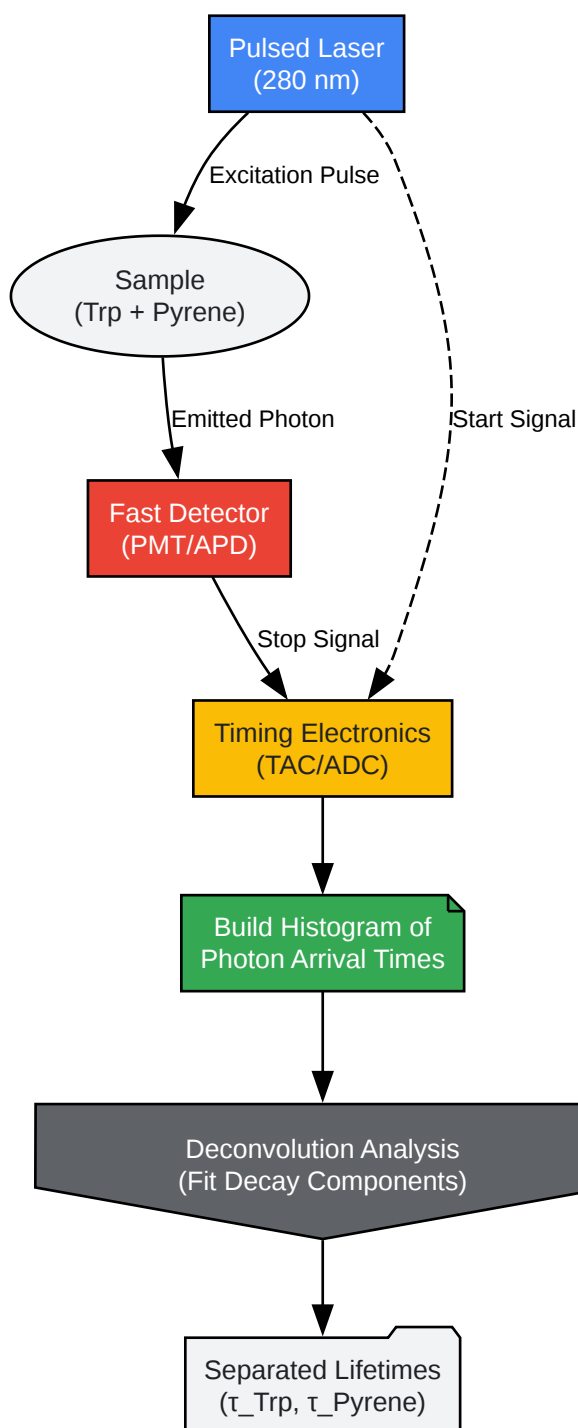 Pulsed Laser
(280 nm)
Excitation Pulse
Sample
(Trp + Pyrene)
Emitted Photon
Start Signal
Fast Detector
(PMT/APD)
Stop Signal
Timing Electronics
(TAC/ADC)
Build Histogram of
Photon Arrival Times
Deconvolution Analysis
(Fit Decay Components)
Separated Lifetimes
(τ_Trp, τ_Pyrene)